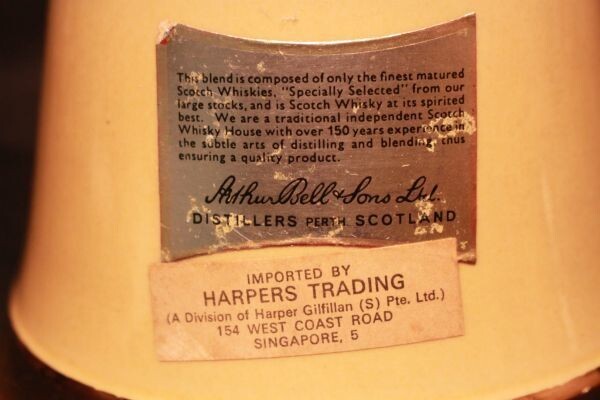 This blend is composed of only the finest matured
Scotch Whiskies, "Specially Selected" from our
large stocks, and is Scotch Whisky at its spirited
best. We are a traditional independent Scotch
Whisky House with over 150 years experience in
the subtle arts of distilling and blending, thus
ensuring a quality product.
Arthur Bell & Sons Ltd.
DISTILLERS PERTH SCOTLAND
IMPORTED BY
HARPERS TRADING
(A Division of Harper Gilfillan (S) Pte. Ltd.)
154 WEST COAST ROAD
SINGAPORE, 5